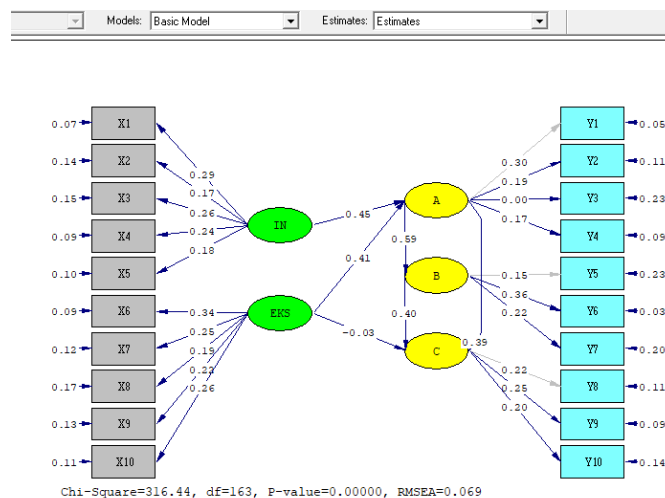 Models: Basic Model Estimates: Estimates
0.07 X1 Y1 0.05
0.14 X2 0.29 0.30 Y2 0.11
0.17 0.19
0.15 X3 0.26 A 0.00 Y3 0.23
0.45 0.17
0.09 X4 0.24 IN Y4 0.09
0.18 0.59
0.10 X5 0.41 B 0.15 Y5 0.23
0.36
0.09 X6 0.34 EKS 0.40 0.22 Y6 0.03
0.25 -0.03
0.12 X7 0.19 C 0.39 Y7 0.20
0.22
0.17 X8 0.26 0.22 Y8 0.11
0.25
0.13 X9 0.20 Y9 0.09
0.11 X10 Y10 0.14
Chi-Square=316.44, df=163, P-value=0.00000, RMSEA=0.069